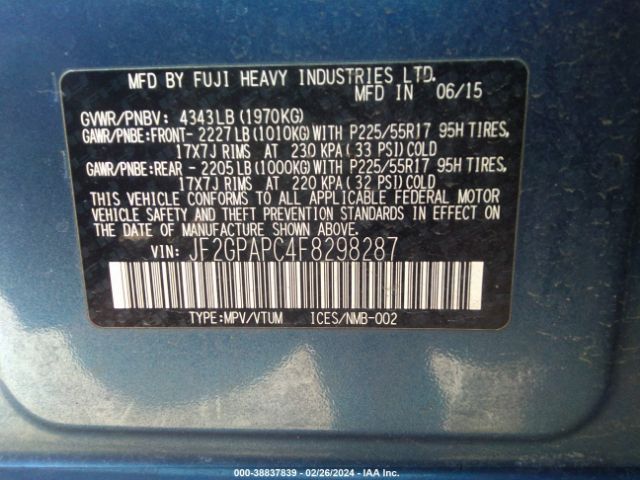 MFD BY FUJI HEAVY INDUSTRIES LTD.
MFD IN 06/15
GVWR/PNBV: 4343LB(1970KG)
GAWR/PNBE:FRONT- 2227LB(1010KG)WITH P225/55R17 95H TIRES,
17X7J RIMS AT 230 KPA(33 PSI)COLD
GAWR/PNBE:REAR - 2205LB(1000KG)WITH P225/55R17 95H TIRES,
17X7J RIMS AT 220 KPA(32 PSI)COLD
THIS VEHICLE CONFORMS TO ALL APPLICABLE FEDERAL MOTOR
VEHICLE SAFETY AND THEFT PREVENTION STANDARDS IN EFFECT ON
THE DATE OF MANUFACTURE SHOWN ABOVE.
VIN: JF2GPAPC4F8298287
TYPE:MPV/VTUM ICES/NMB-002
000-38837839 - 02/26/2024 - IAA Inc.